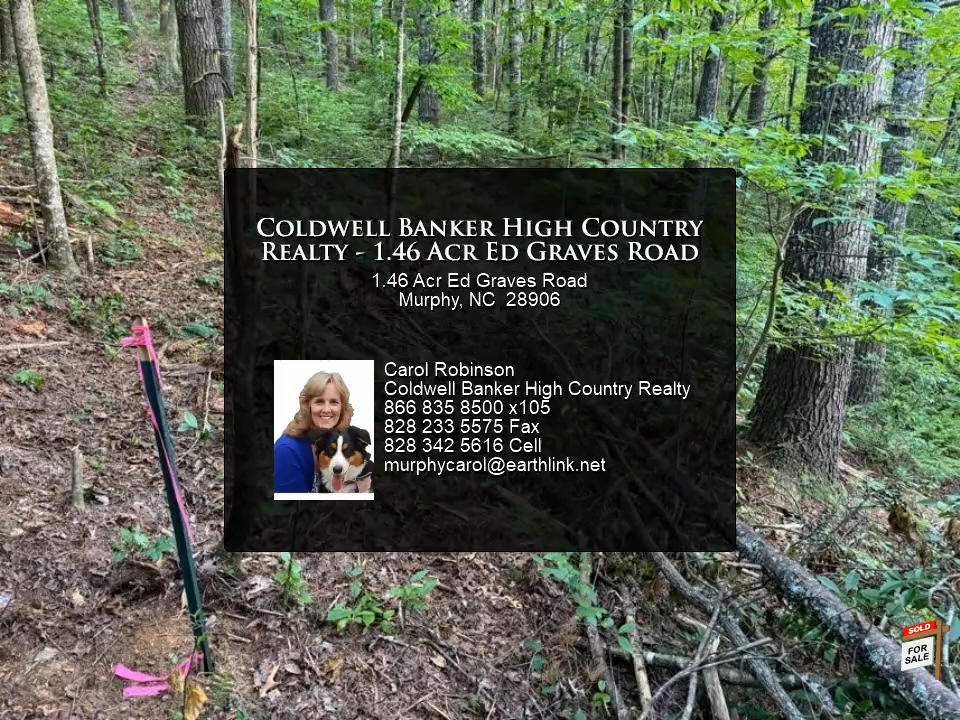 Coldwell Banker High Country
Realty - 1.46 Acr Ed Graves Road
1.46 Acr Ed Graves Road
Murphy, NC  28906
Carol Robinson
Coldwell Banker High Country Realty
866 835 8500 x105
828 233 5575 Fax
828 342 5616 Cell
murphycarol@earthlink.net
SOLD
FOR
SALE